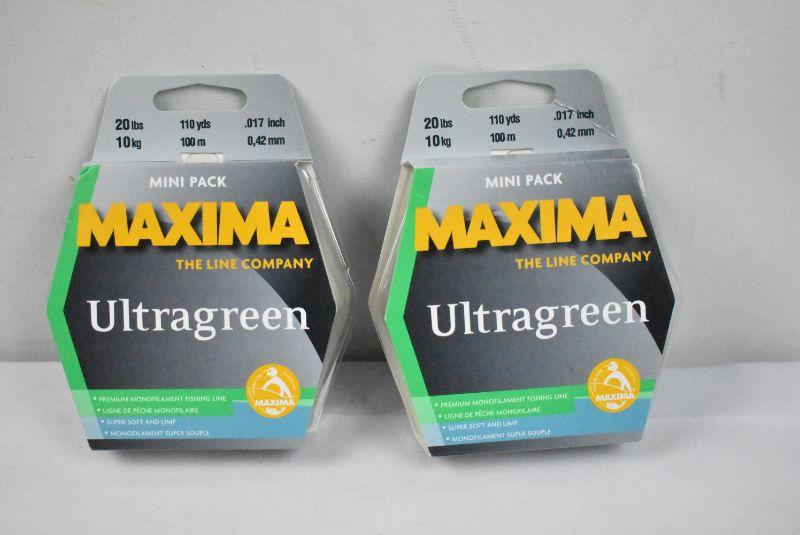 20 lbs 110 yds .017 inch
10 kg 100 m 0,42 mm
MINI PACK
MAXIMA
THE LINE COMPANY
Ultragreen
• PREMIUM MONOFILAMENT FISHING LINE
• LIGNE DE PÊCHE MONOFILAIRE
• SUPER SOFT AND LIMP
• MONOFILAMENT SUPER SOUPLE
MAXIMA
20 lbs 110 yds .017 inch
10 kg 100 m 0,42 mm
MINI PACK
MAXIMA
THE LINE COMPANY
Ultragreen
• PREMIUM MONOFILAMENT FISHING LINE
• LIGNE DE PÊCHE MONOFILAIRE
• SUPER SOFT AND LIMP
• MONOFILAMENT SUPER SOUPLE
MAXIMA